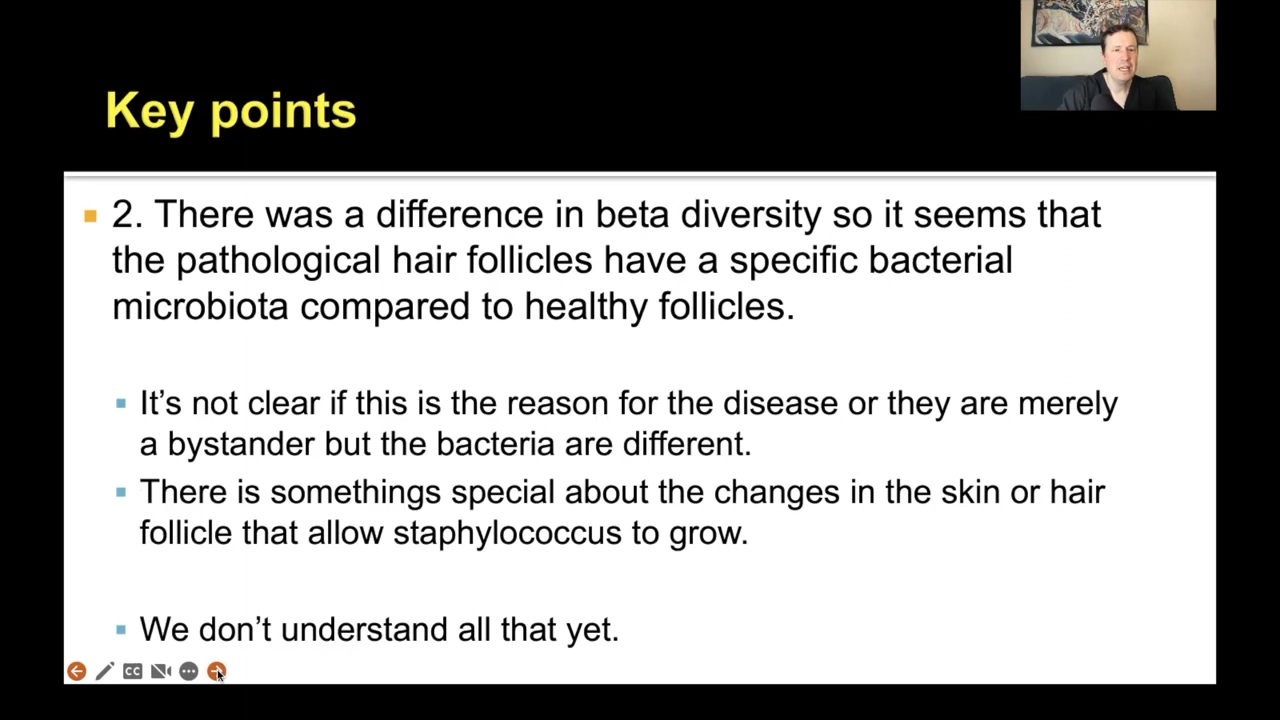 Key points
2. There was a difference in beta diversity so it seems that
the pathological hair follicles have a specific bacterial
microbiota compared to healthy follicles.
It’s not clear if this is the reason for the disease or they are merely
a bystander but the bacteria are different.
There is somethings special about the changes in the skin or hair
follicle that allow staphylococcus to grow.
We don’t understand all that yet.
CC